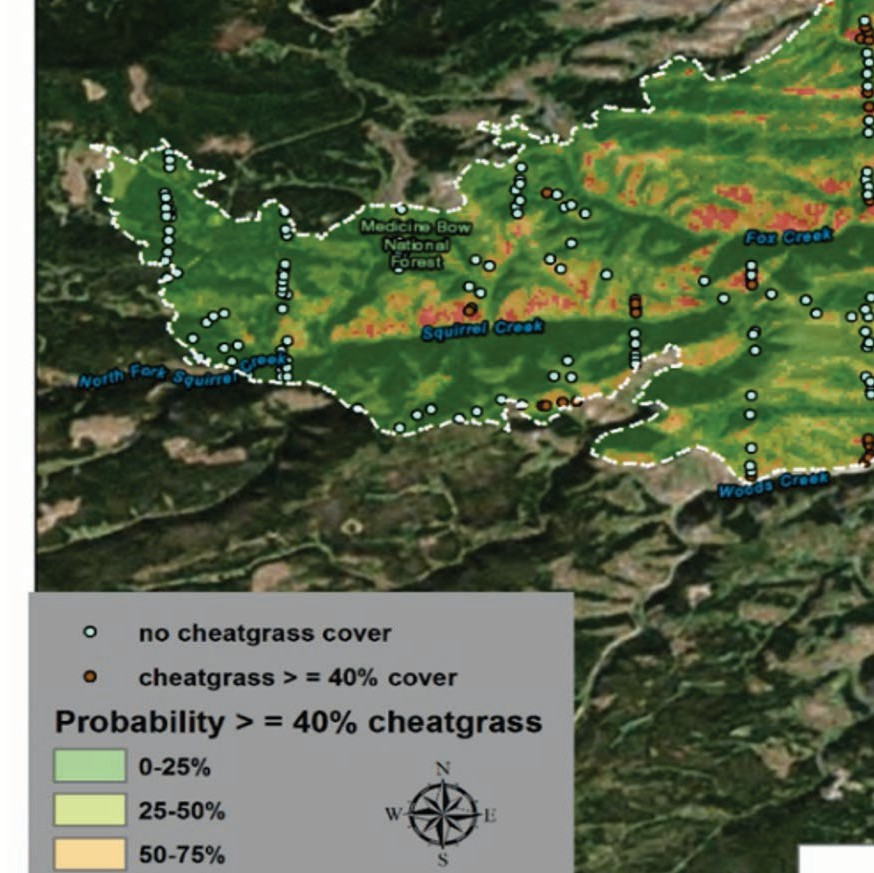 Medicine Bow
National
Forest
Fox Creek
Squirrel Creek
North Fork Squirrel Creek
Woods Creek
no cheatgrass cover
cheatgrass > = 40% cover
Probability > = 40% cheatgrass
0-25%
25-50%
50-75%
N
W E
S